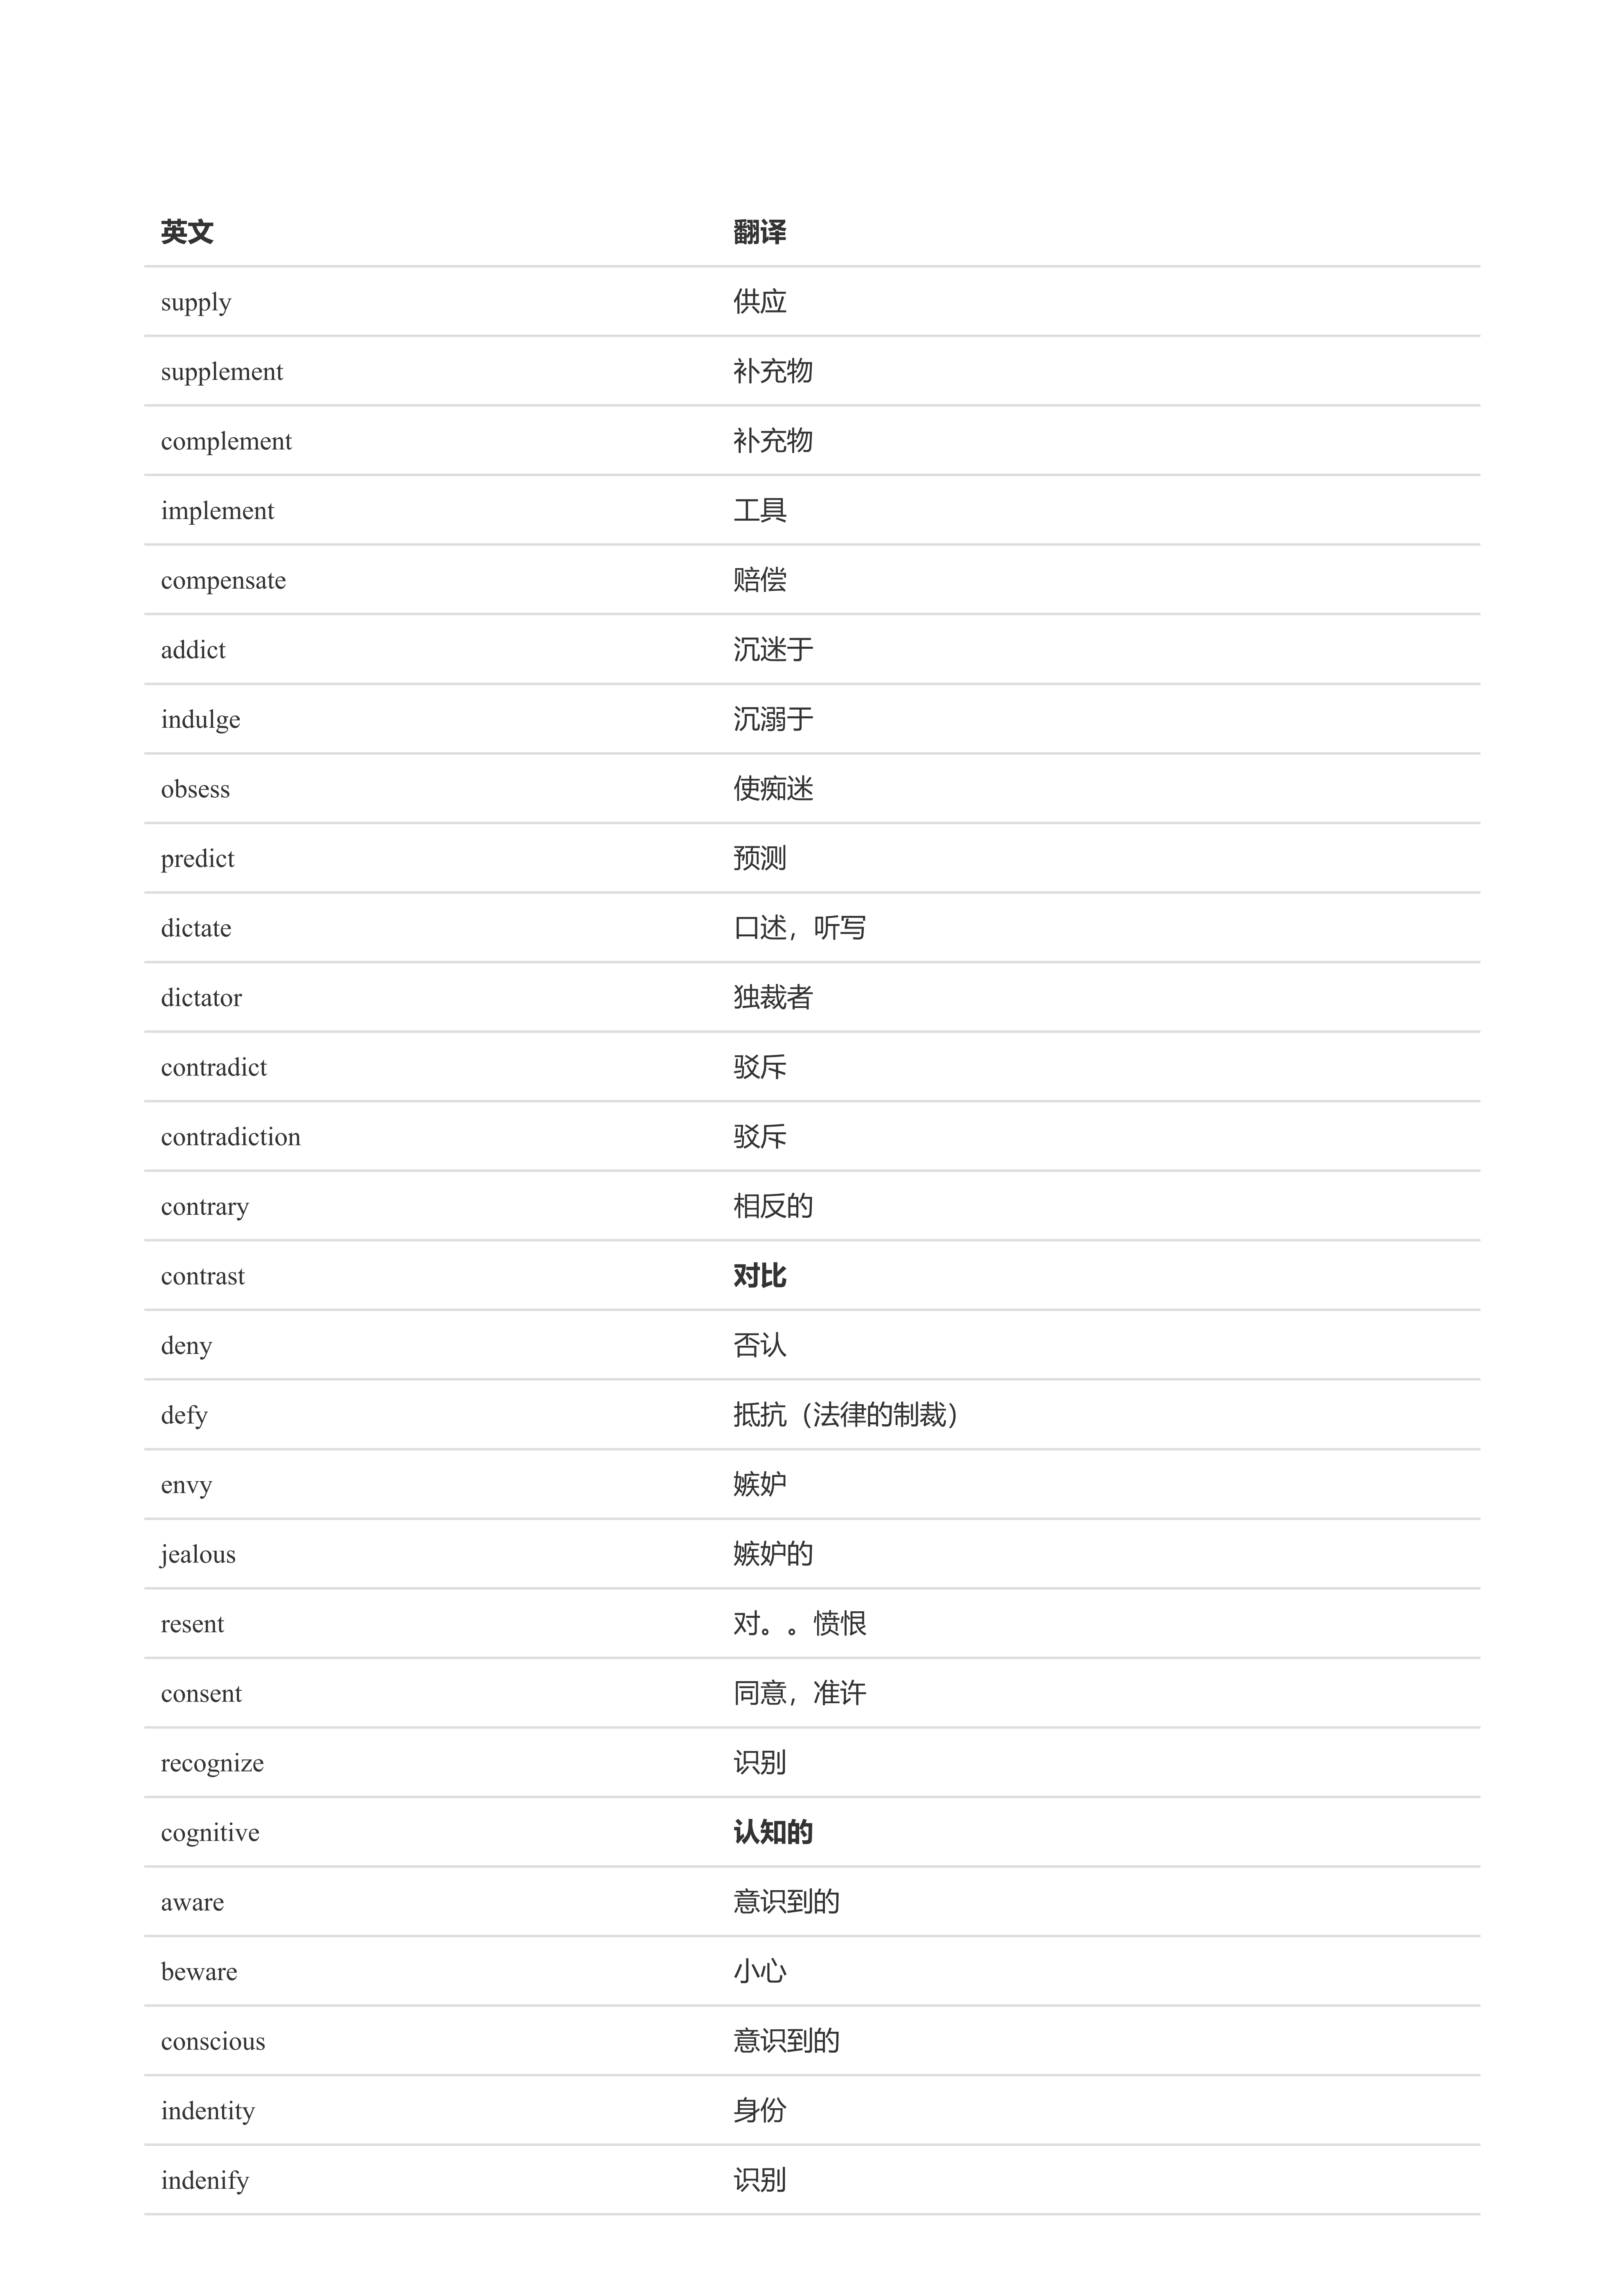 英文 翻译
supply 供应
supplement 补充物
complement 补充物
implement 工具
compensate 赔偿
addict 沉迷于
indulge 沉溺于
obsess 使痴迷
predict 预测
dictate 口述，听写
dictator 独裁者
contradict 驳斥
contradiction 驳斥
contrary 相反的
contrast 对比
deny 否认
defy 抵抗（法律的制裁）
envy 嫉妒
jealous 嫉妒的
resent 对。。愤恨
consent 同意，准许
recognize 识别
cognitive 认知的
aware 意识到的
beware 小心
conscious 意识到的
indentity 身份
indenify 识别